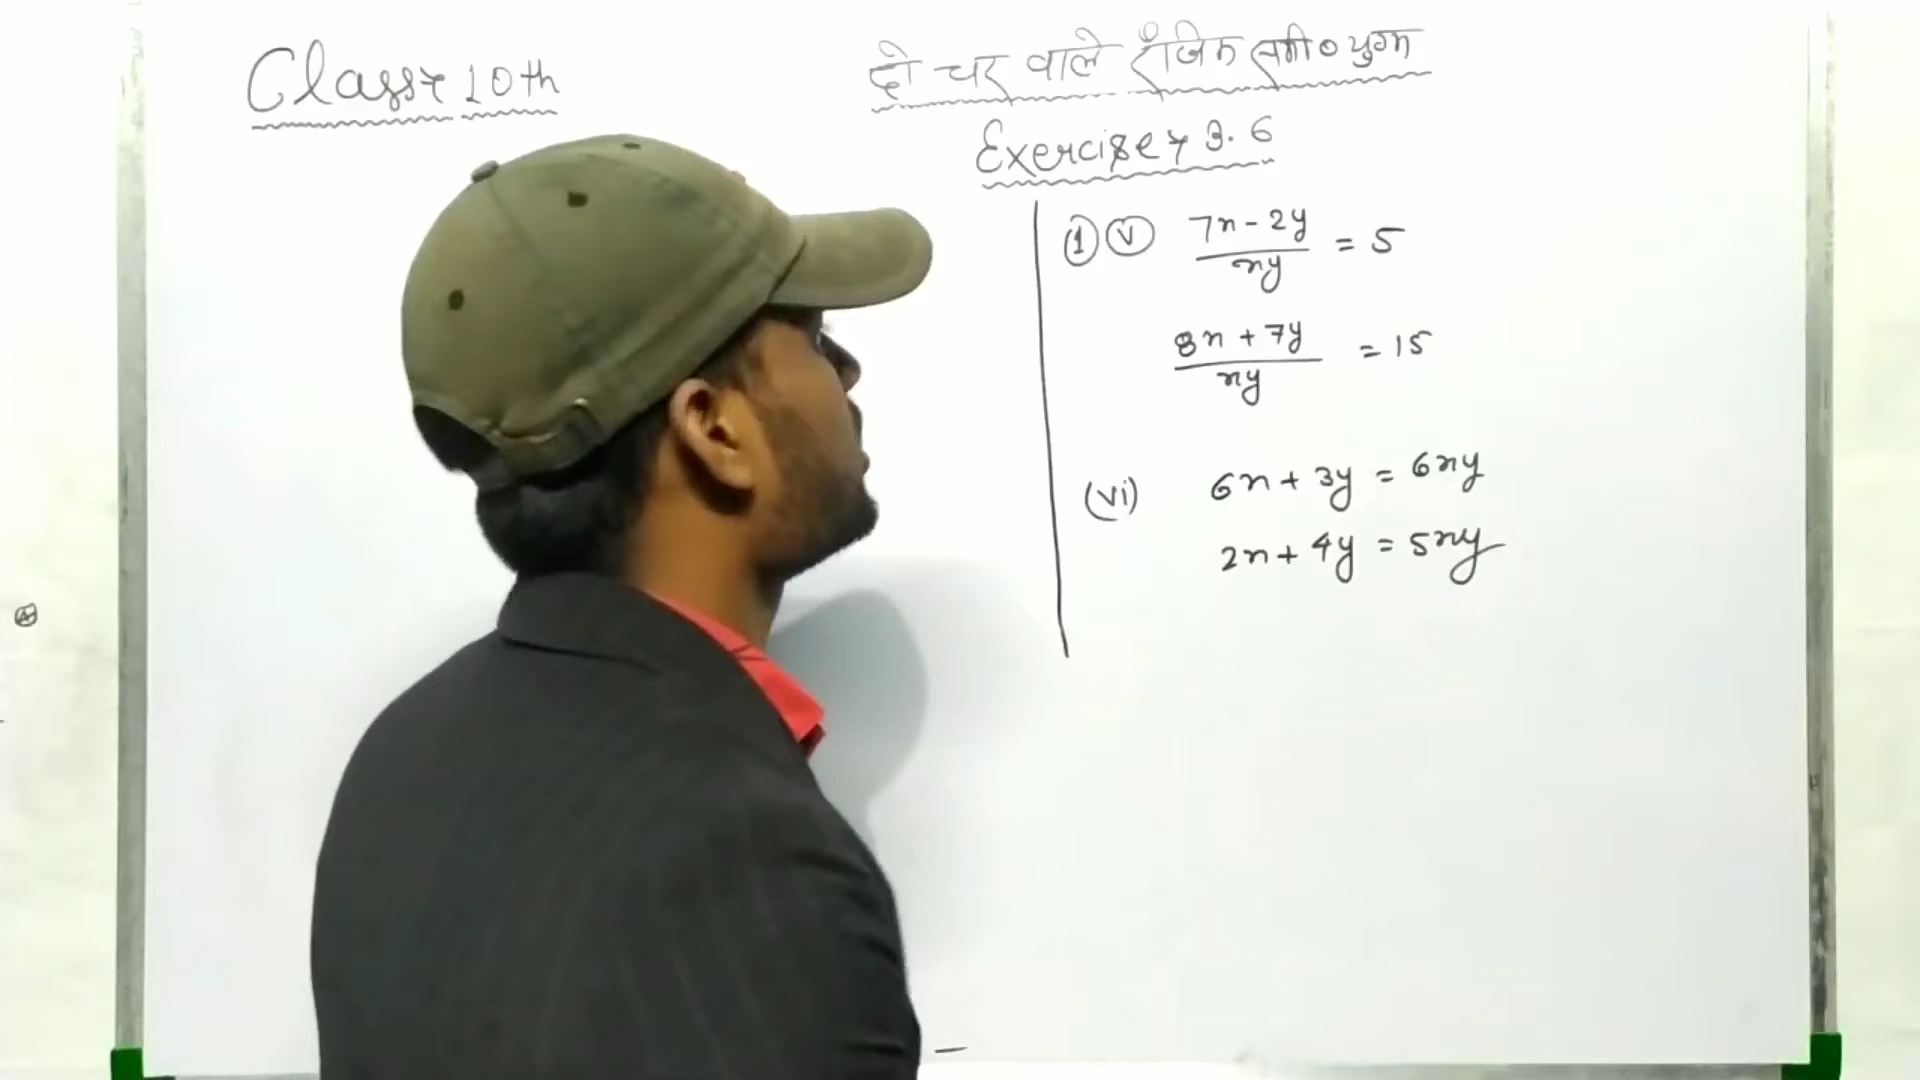 Class 10th
दो चर वाले रैखिक समी० युग्म
Exercise 3.6
① ⓥ 7x - 2y / xy = 5
8x + 7y / xy = 15
(vi) 6x + 3y = 6xy
2x + 4y = 5xy